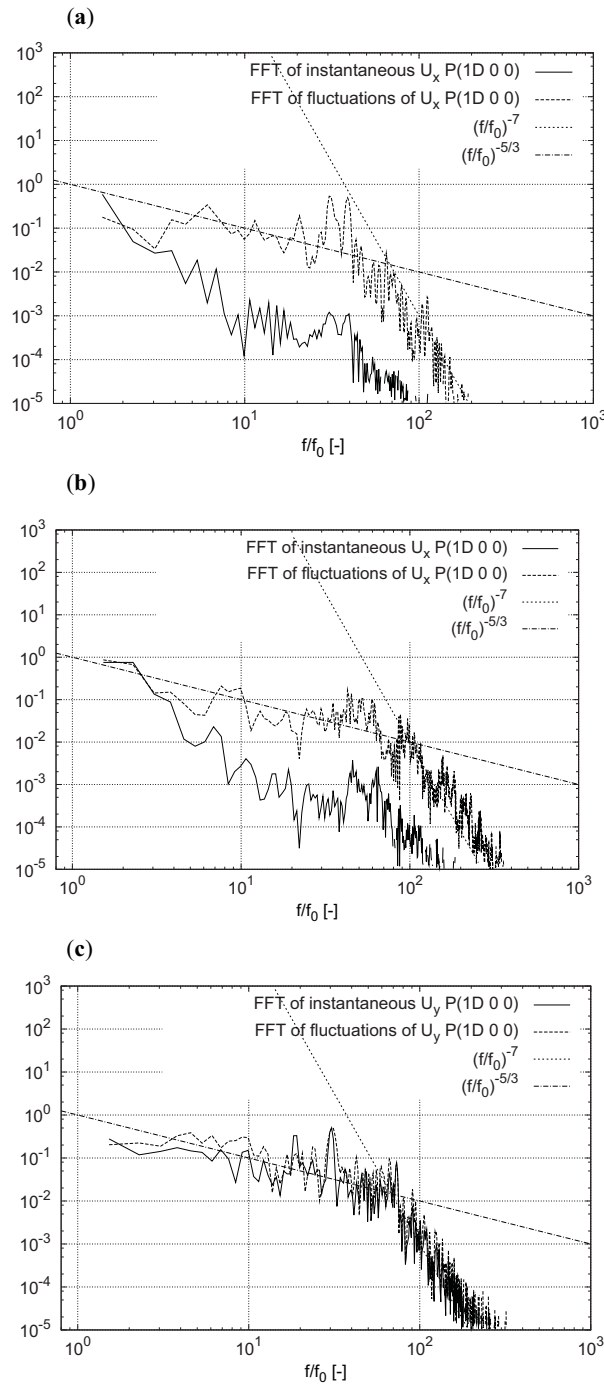 (a)
10^3
10^2
10^1
10^0
10^-1
10^-2
10^-3
10^-4
10^-5
FFT of instantaneous U_x P(1D 0 0)
FFT of fluctuations of U_x P(1D 0 0)
(f/f_0)^-7
(f/f_0)^-5/3
10^0 10^1 10^2 10^3
f/f_0 [-]
(b)
10^3
10^2
10^1
10^0
10^-1
10^-2
10^-3
10^-4
10^-5
FFT of instantaneous U_x P(1D 0 0)
FFT of fluctuations of U_x P(1D 0 0)
(f/f_0)^-7
(f/f_0)^-5/3
10^0 10^1 10^2 10^3
f/f_0 [-]
(c)
10^3
10^2
10^1
10^0
10^-1
10^-2
10^-3
10^-4
10^-5
FFT of instantaneous U_y P(1D 0 0)
FFT of fluctuations of U_y P(1D 0 0)
(f/f_0)^-7
(f/f_0)^-5/3
10^0 10^1 10^2 10^3
f/f_0 [-]